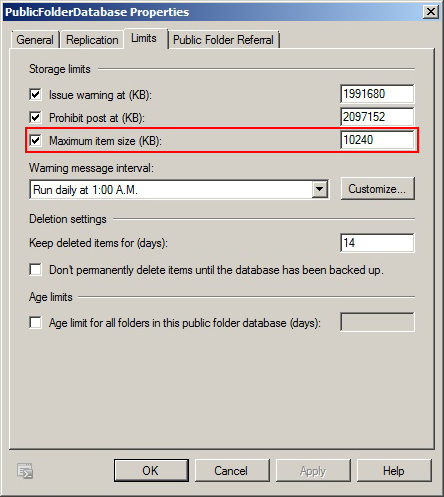 PublicFolderDatabase Properties
General Replication Limits Public Folder Referral
Storage limits
Issue warning at (KB): 1991680
Prohibit post at (KB): 2097152
Maximum item size (KB): 10240
Warning message interval:
Run daily at 1:00 A.M. Customize...
Deletion settings
Keep deleted items for (days): 14
Don't permanently delete items until the database has been backed up.
Age limits
Age limit for all folders in this public folder database (days):
OK Cancel Apply Help